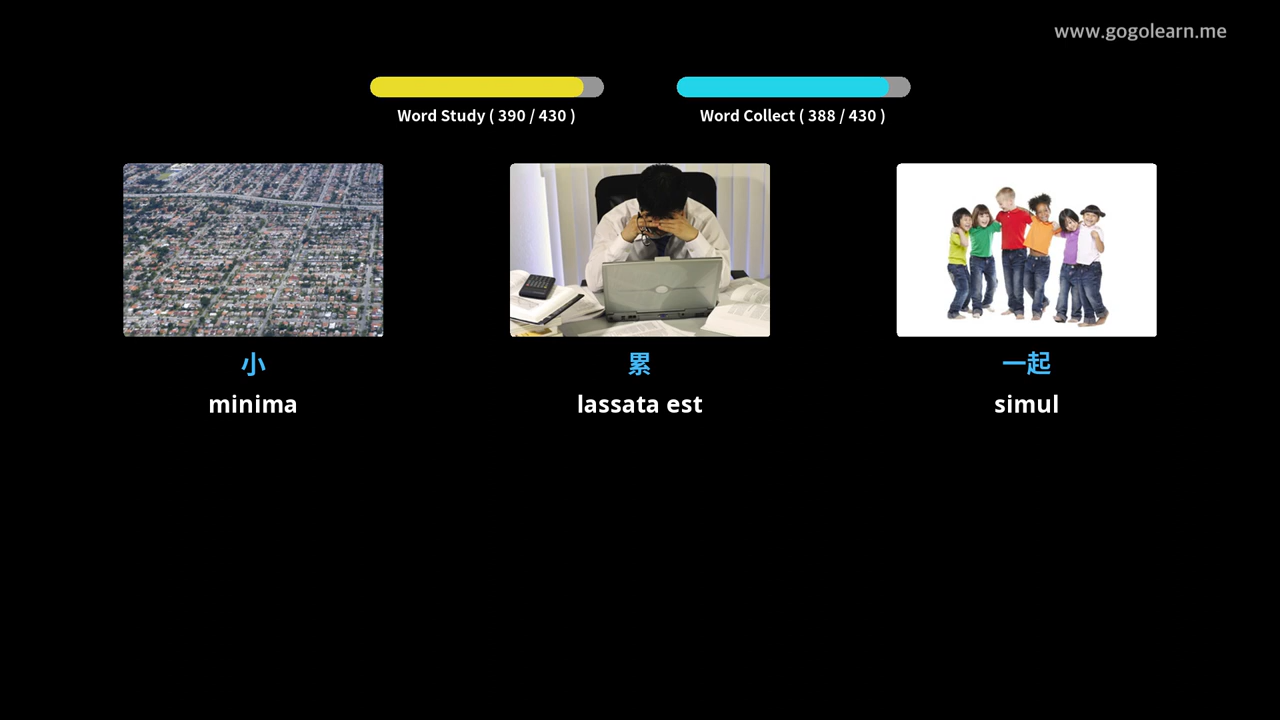 www.gogolearn.me
Word Study ( 390 / 430 )
Word Collect ( 388 / 430 )
小
minima
累
lassata est
一起
simul